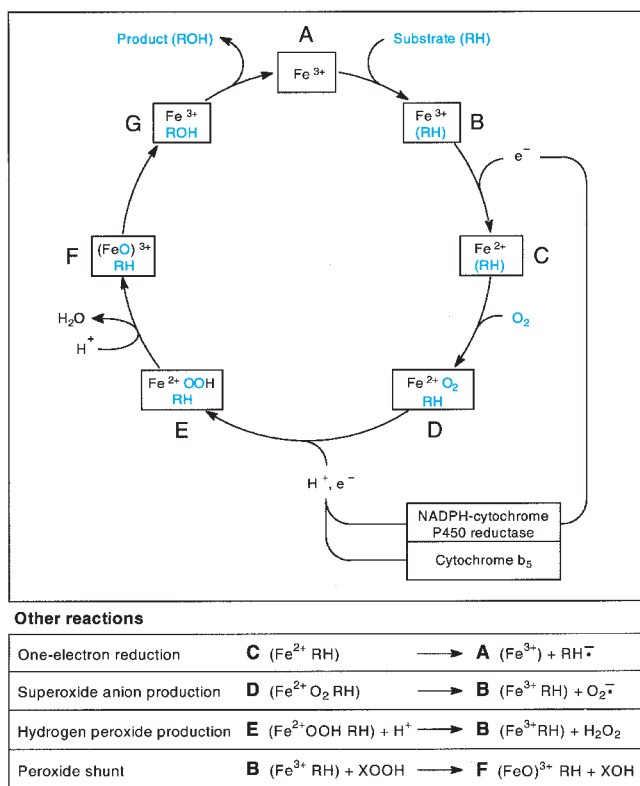 A
Product (ROH)
Substrate (RH)
Fe 3+
G
Fe 3+
ROH
Fe 3+
(RH)
B
e−
F
(FeO) 3+
RH
Fe 2+
(RH)
C
H2O
H+
O2
Fe 2+ OOH
RH
E
Fe 2+ O2
RH
D
H+, e−
NADPH-cytochrome
P450 reductase
Cytochrome b5
Other reactions
One-electron reduction C (Fe2+ RH) → A (Fe3+) + RH−•
Superoxide anion production D (Fe2+ O2 RH) → B (Fe3+ RH) + O2−•
Hydrogen peroxide production E (Fe2+OOH RH) + H+ → B (Fe3+RH) + H2O2
Peroxide shunt B (Fe3+ RH) + XOOH → F (FeO)3+ RH + XOH